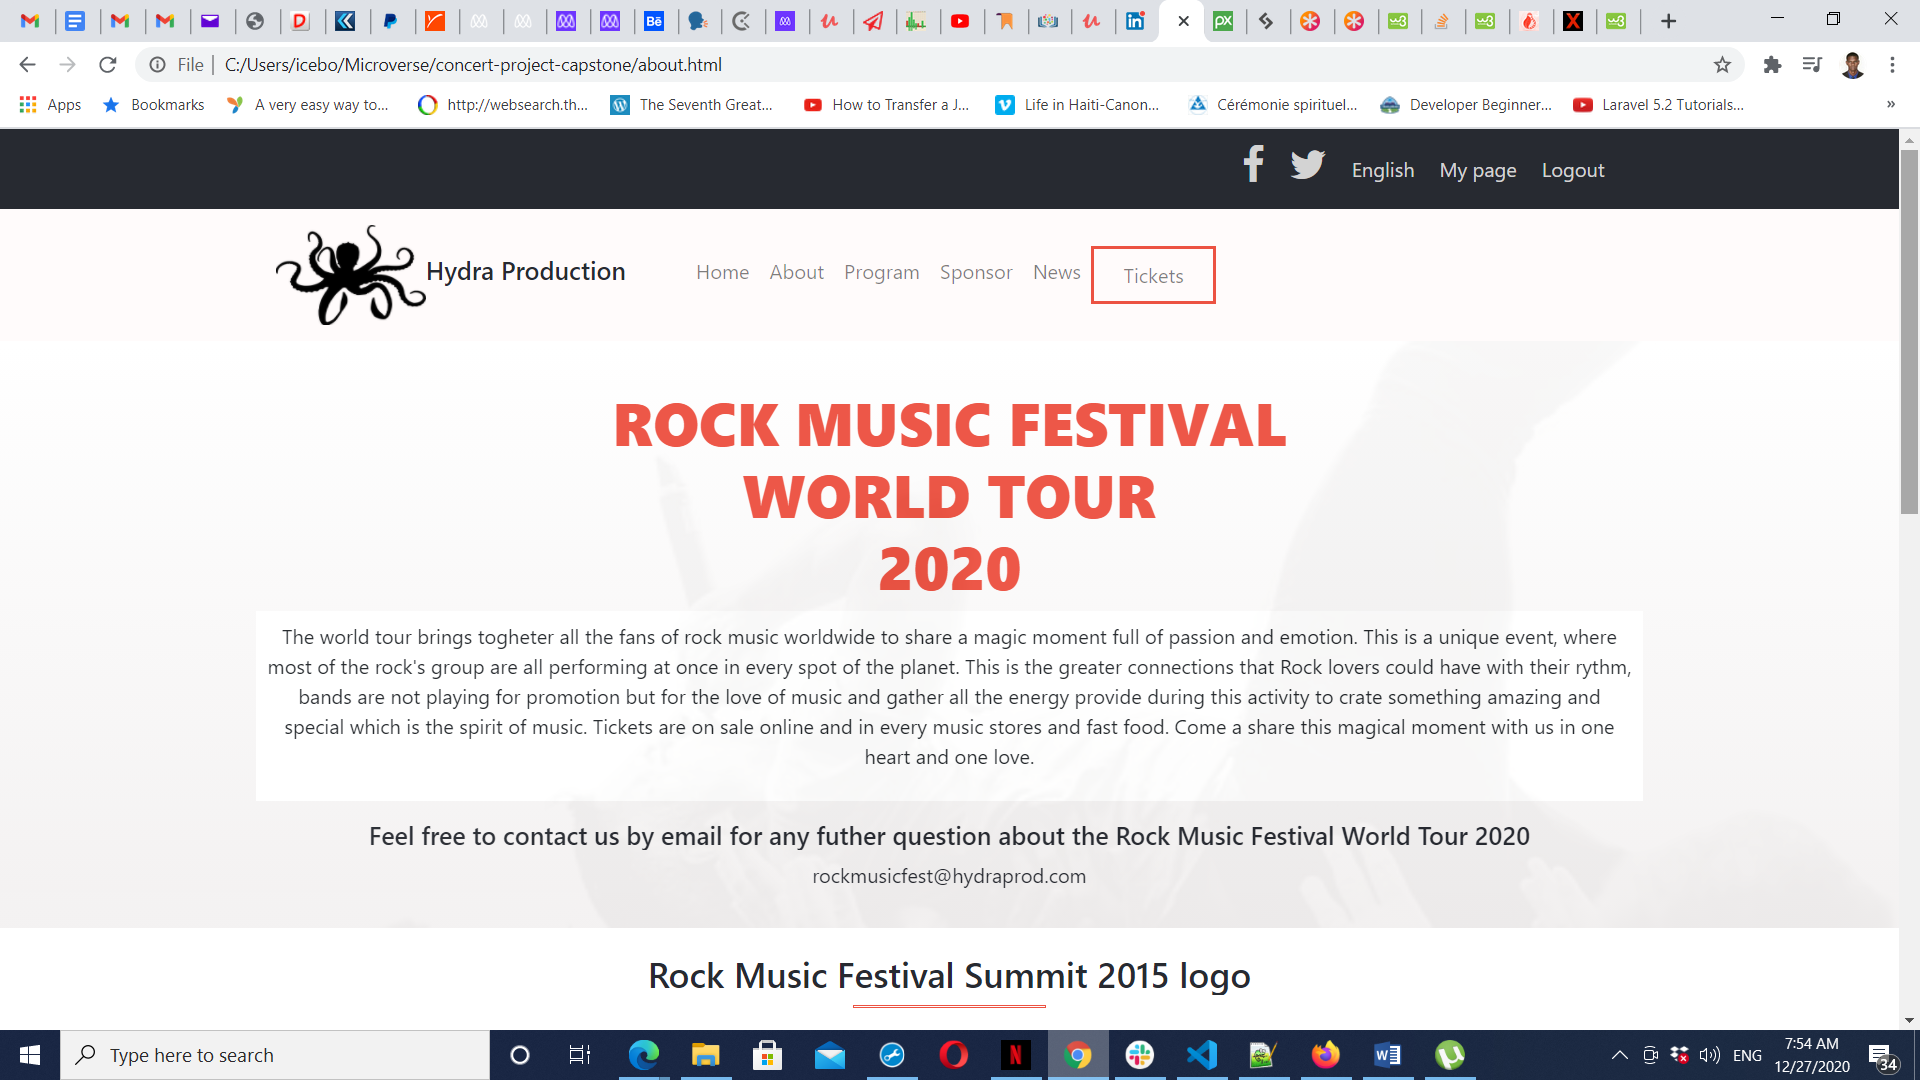 File | C:/Users/icebo/Microverse/concert-project-capstone/about.html
Apps Bookmarks A very easy way to... http://websearch.th... The Seventh Great... How to Transfer a J... Life in Haiti-Canon... Cérémonie spirituel... Developer Beginner... Laravel 5.2 Tutorials... »
English My page Logout
Hydra Production Home About Program Sponsor News Tickets
ROCK MUSIC FESTIVAL
WORLD TOUR
2020
The world tour brings togheter all the fans of rock music worldwide to share a magic moment full of passion and emotion. This is a unique event, where
most of the rock's group are all performing at once in every spot of the planet. This is the greater connections that Rock lovers could have with their rythm,
bands are not playing for promotion but for the love of music and gather all the energy provide during this activity to crate something amazing and
special which is the spirit of music. Tickets are on sale online and in every music stores and fast food. Come a share this magical moment with us in one
heart and one love.
Feel free to contact us by email for any futher question about the Rock Music Festival World Tour 2020
rockmusicfest@hydraprod.com
Rock Music Festival Summit 2015 logo
Type here to search
ENG
7:54 AM
12/27/2020
34